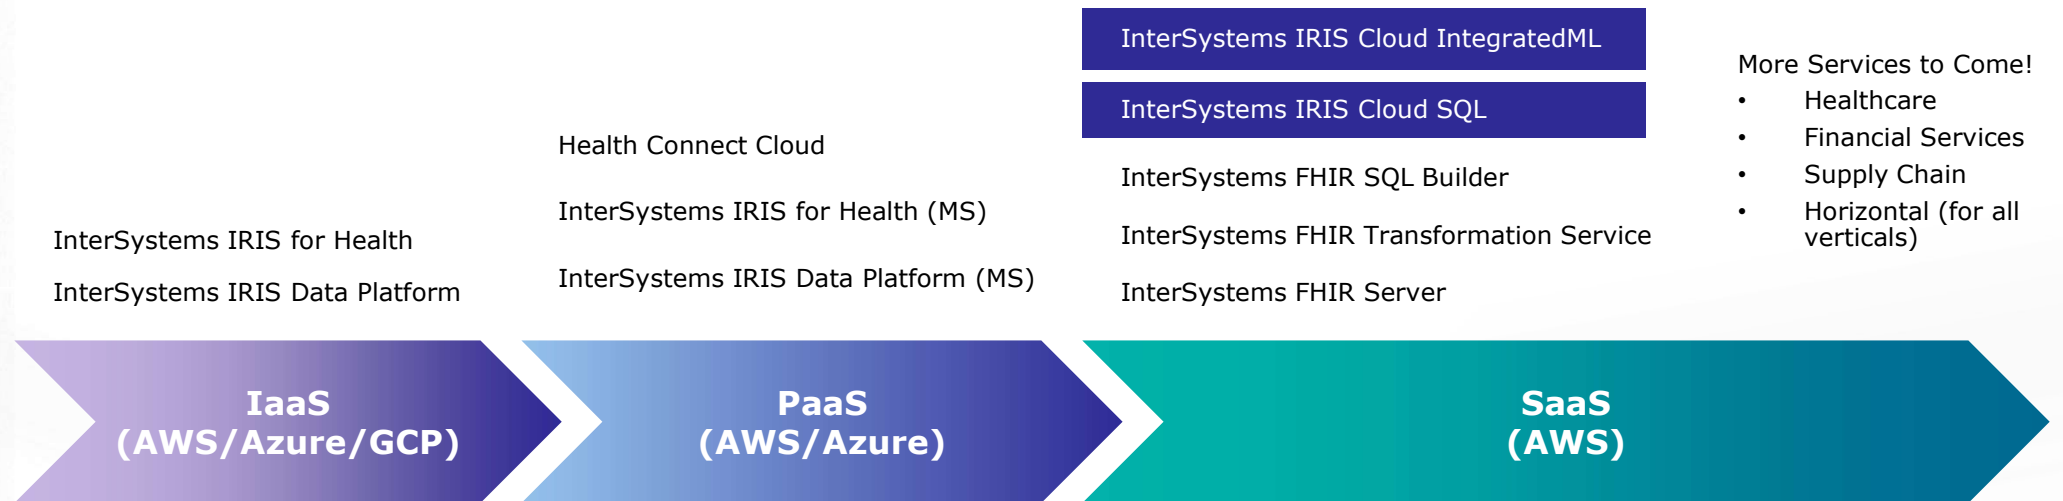 InterSystems IRIS for Health
InterSystems IRIS Data Platform
IaaS
(AWS/Azure/GCP)
Health Connect Cloud
InterSystems IRIS for Health (MS)
InterSystems IRIS Data Platform (MS)
PaaS
(AWS/Azure)
InterSystems IRIS Cloud IntegratedML
InterSystems IRIS Cloud SQL
InterSystems FHIR SQL Builder
InterSystems FHIR Transformation Service
InterSystems FHIR Server
More Services to Come!
• Healthcare
• Financial Services
• Supply Chain
• Horizontal (for all
verticals)
SaaS
(AWS)